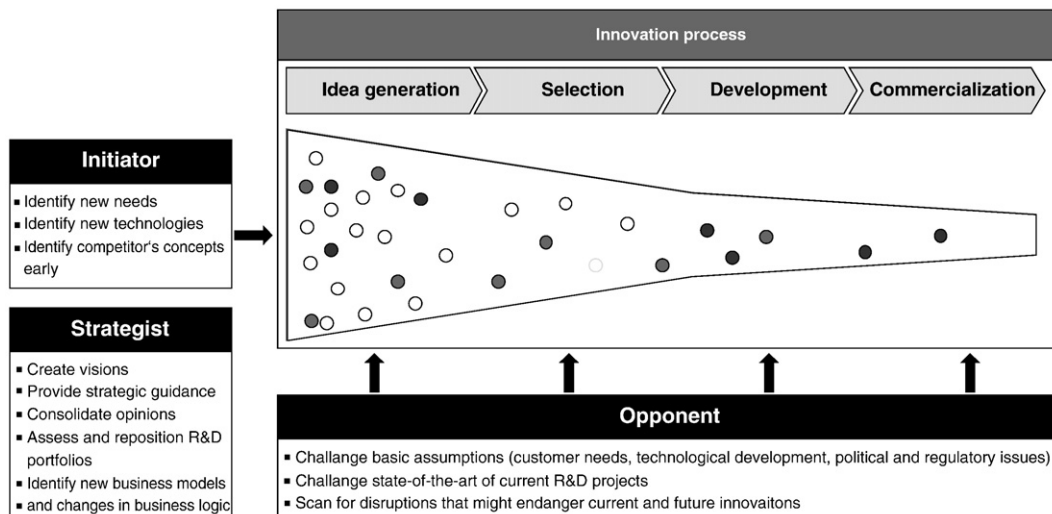 Innovation process
Idea generation
Selection
Development
Commercialization
Initiator
▪ Identify new needs
▪ Identify new technologies
▪ Identify competitor's concepts
early
Strategist
▪ Create visions
▪ Provide strategic guidance
▪ Consolidate opinions
▪ Assess and reposition R&D
portfolios
▪ Identify new business models
▪ and changes in business logic
Opponent
▪ Challange basic assumptions (customer needs, technological development, political and regulatory issues)
▪ Challange state-of-the-art of current R&D projects
▪ Scan for disruptions that might endanger current and future innovaitons